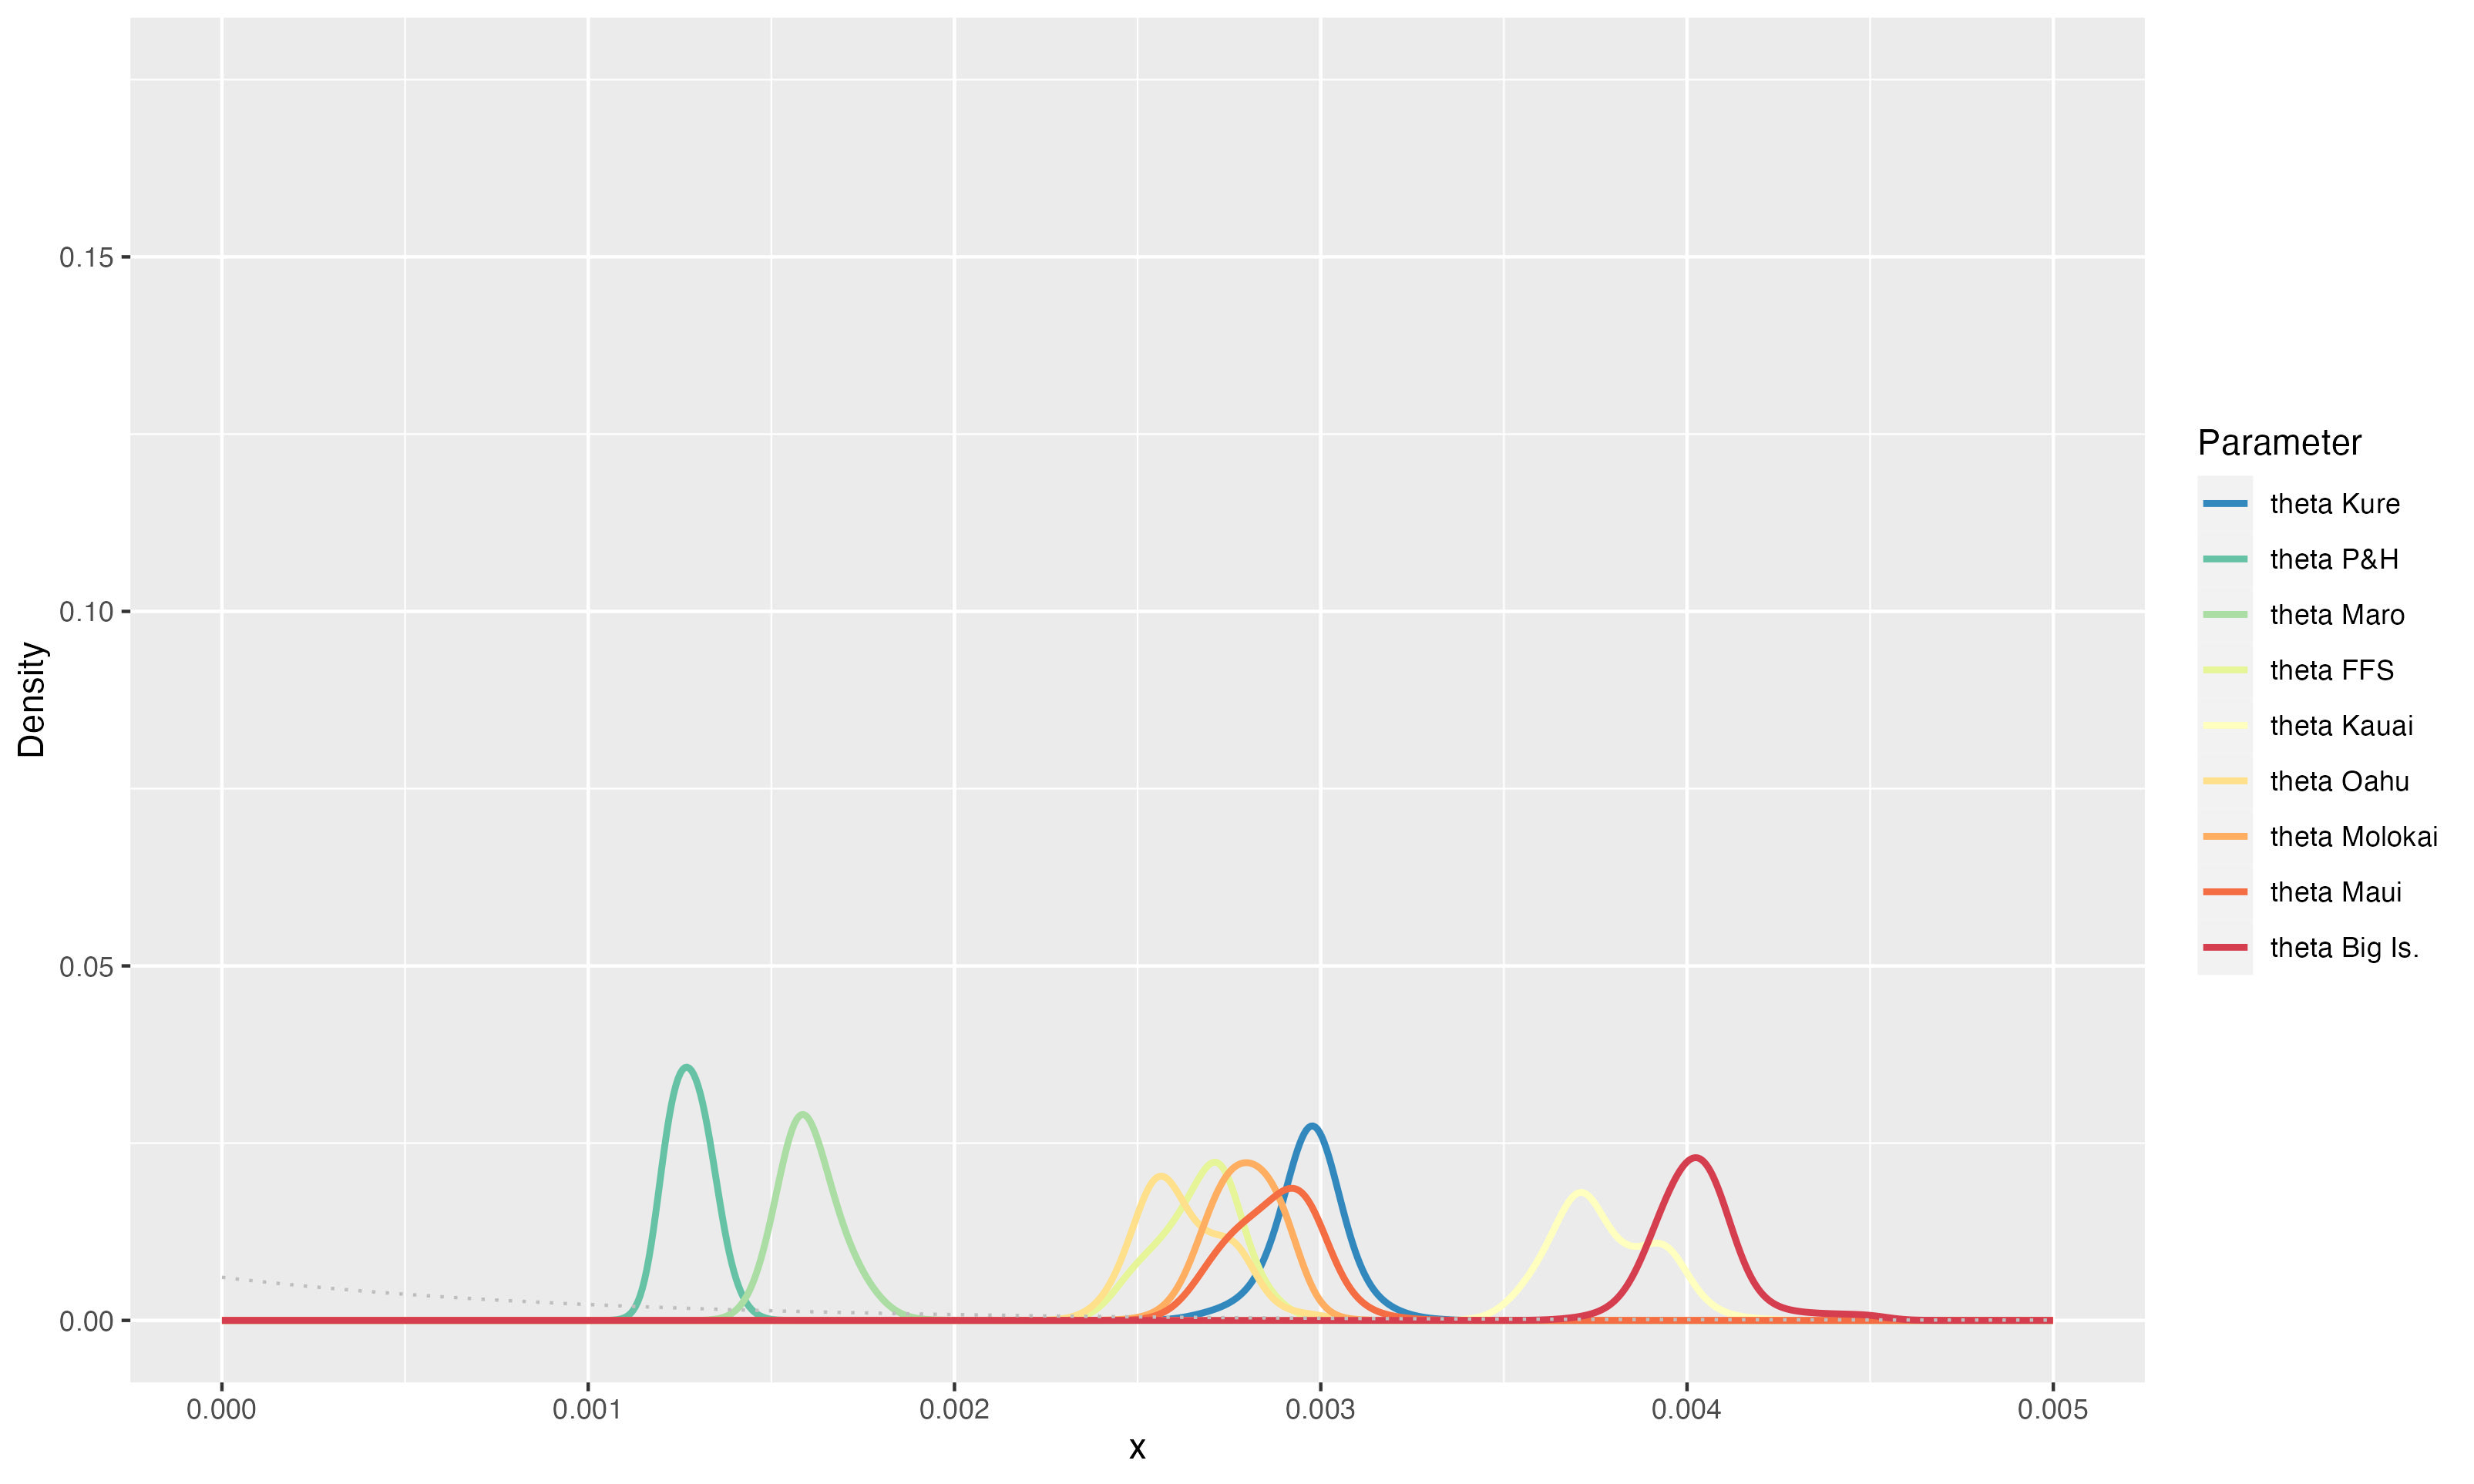 0.15
0.10
0.05
0.00
Density
0.000
0.001
0.002
0.003
0.004
0.005
x
Parameter
theta Kure
theta P&H
theta Maro
theta FFS
theta Kauai
theta Oahu
theta Molokai
theta Maui
theta Big Is.